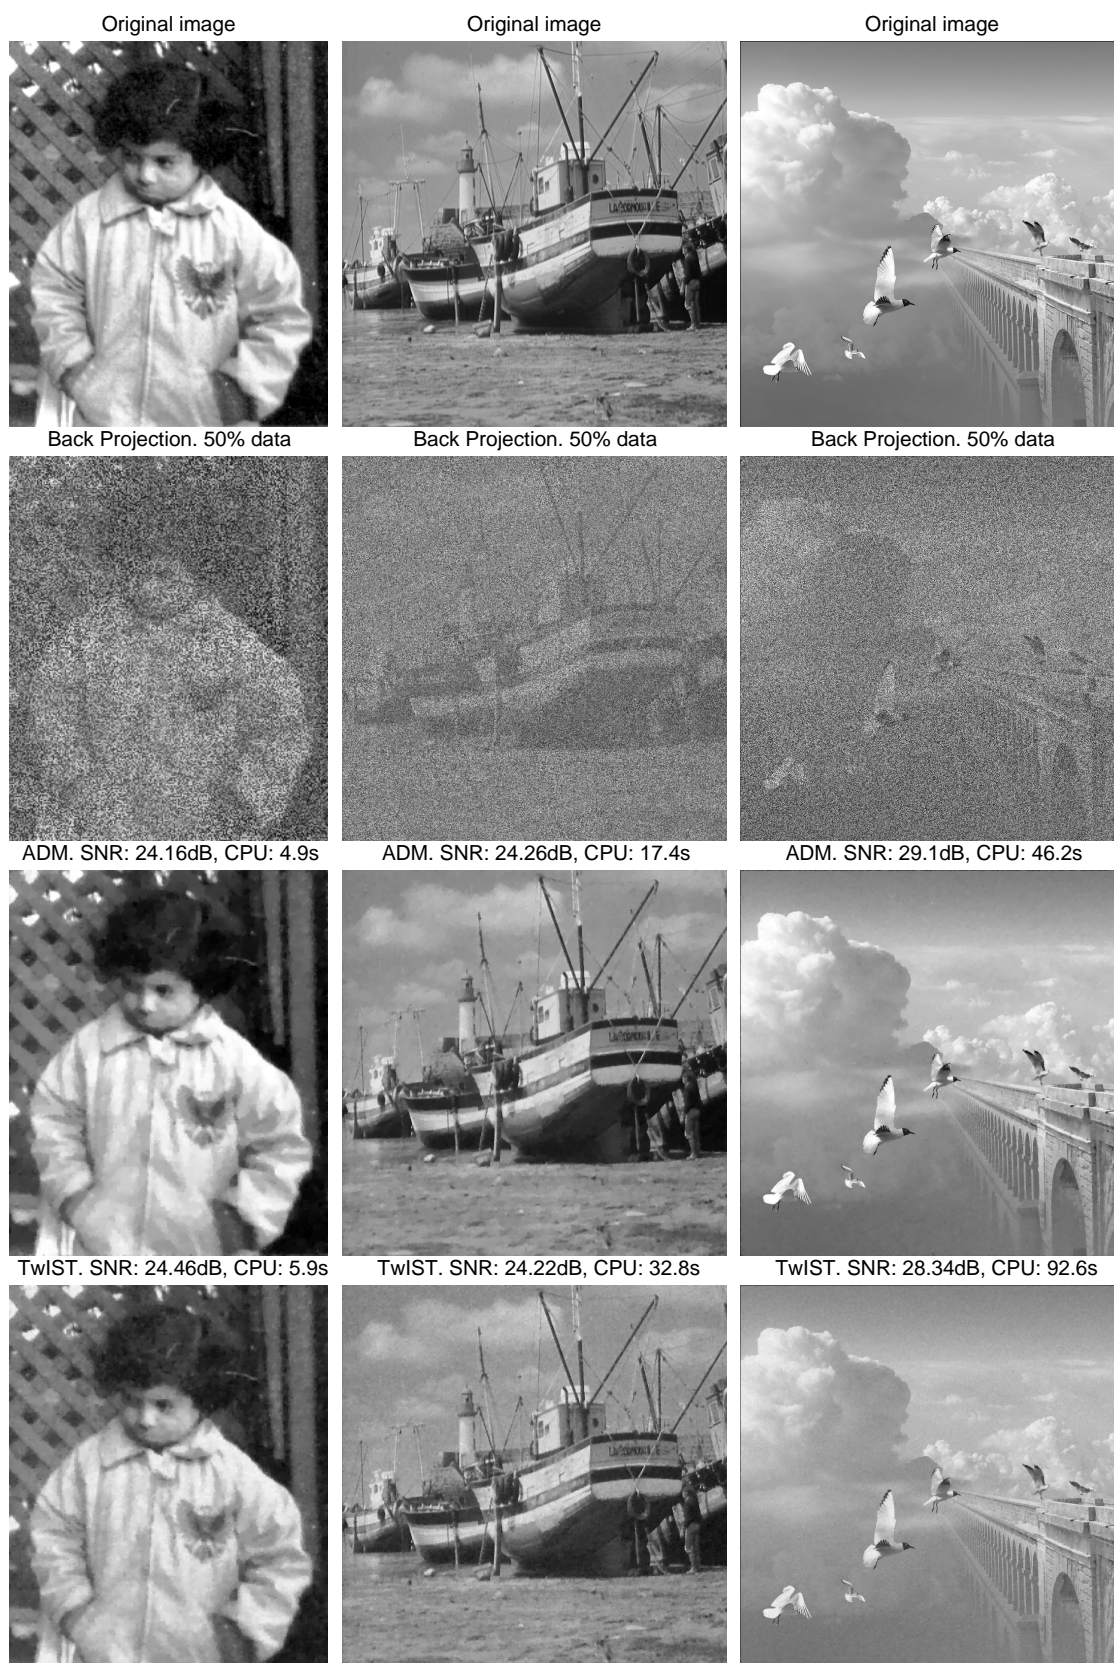 Original image
Original image
Original image
Back Projection. 50% data
Back Projection. 50% data
Back Projection. 50% data
ADM. SNR: 24.16dB, CPU: 4.9s
ADM. SNR: 24.26dB, CPU: 17.4s
ADM. SNR: 29.1dB, CPU: 46.2s
TwIST. SNR: 24.46dB, CPU: 5.9s
TwIST. SNR: 24.22dB, CPU: 32.8s
TwIST. SNR: 28.34dB, CPU: 92.6s